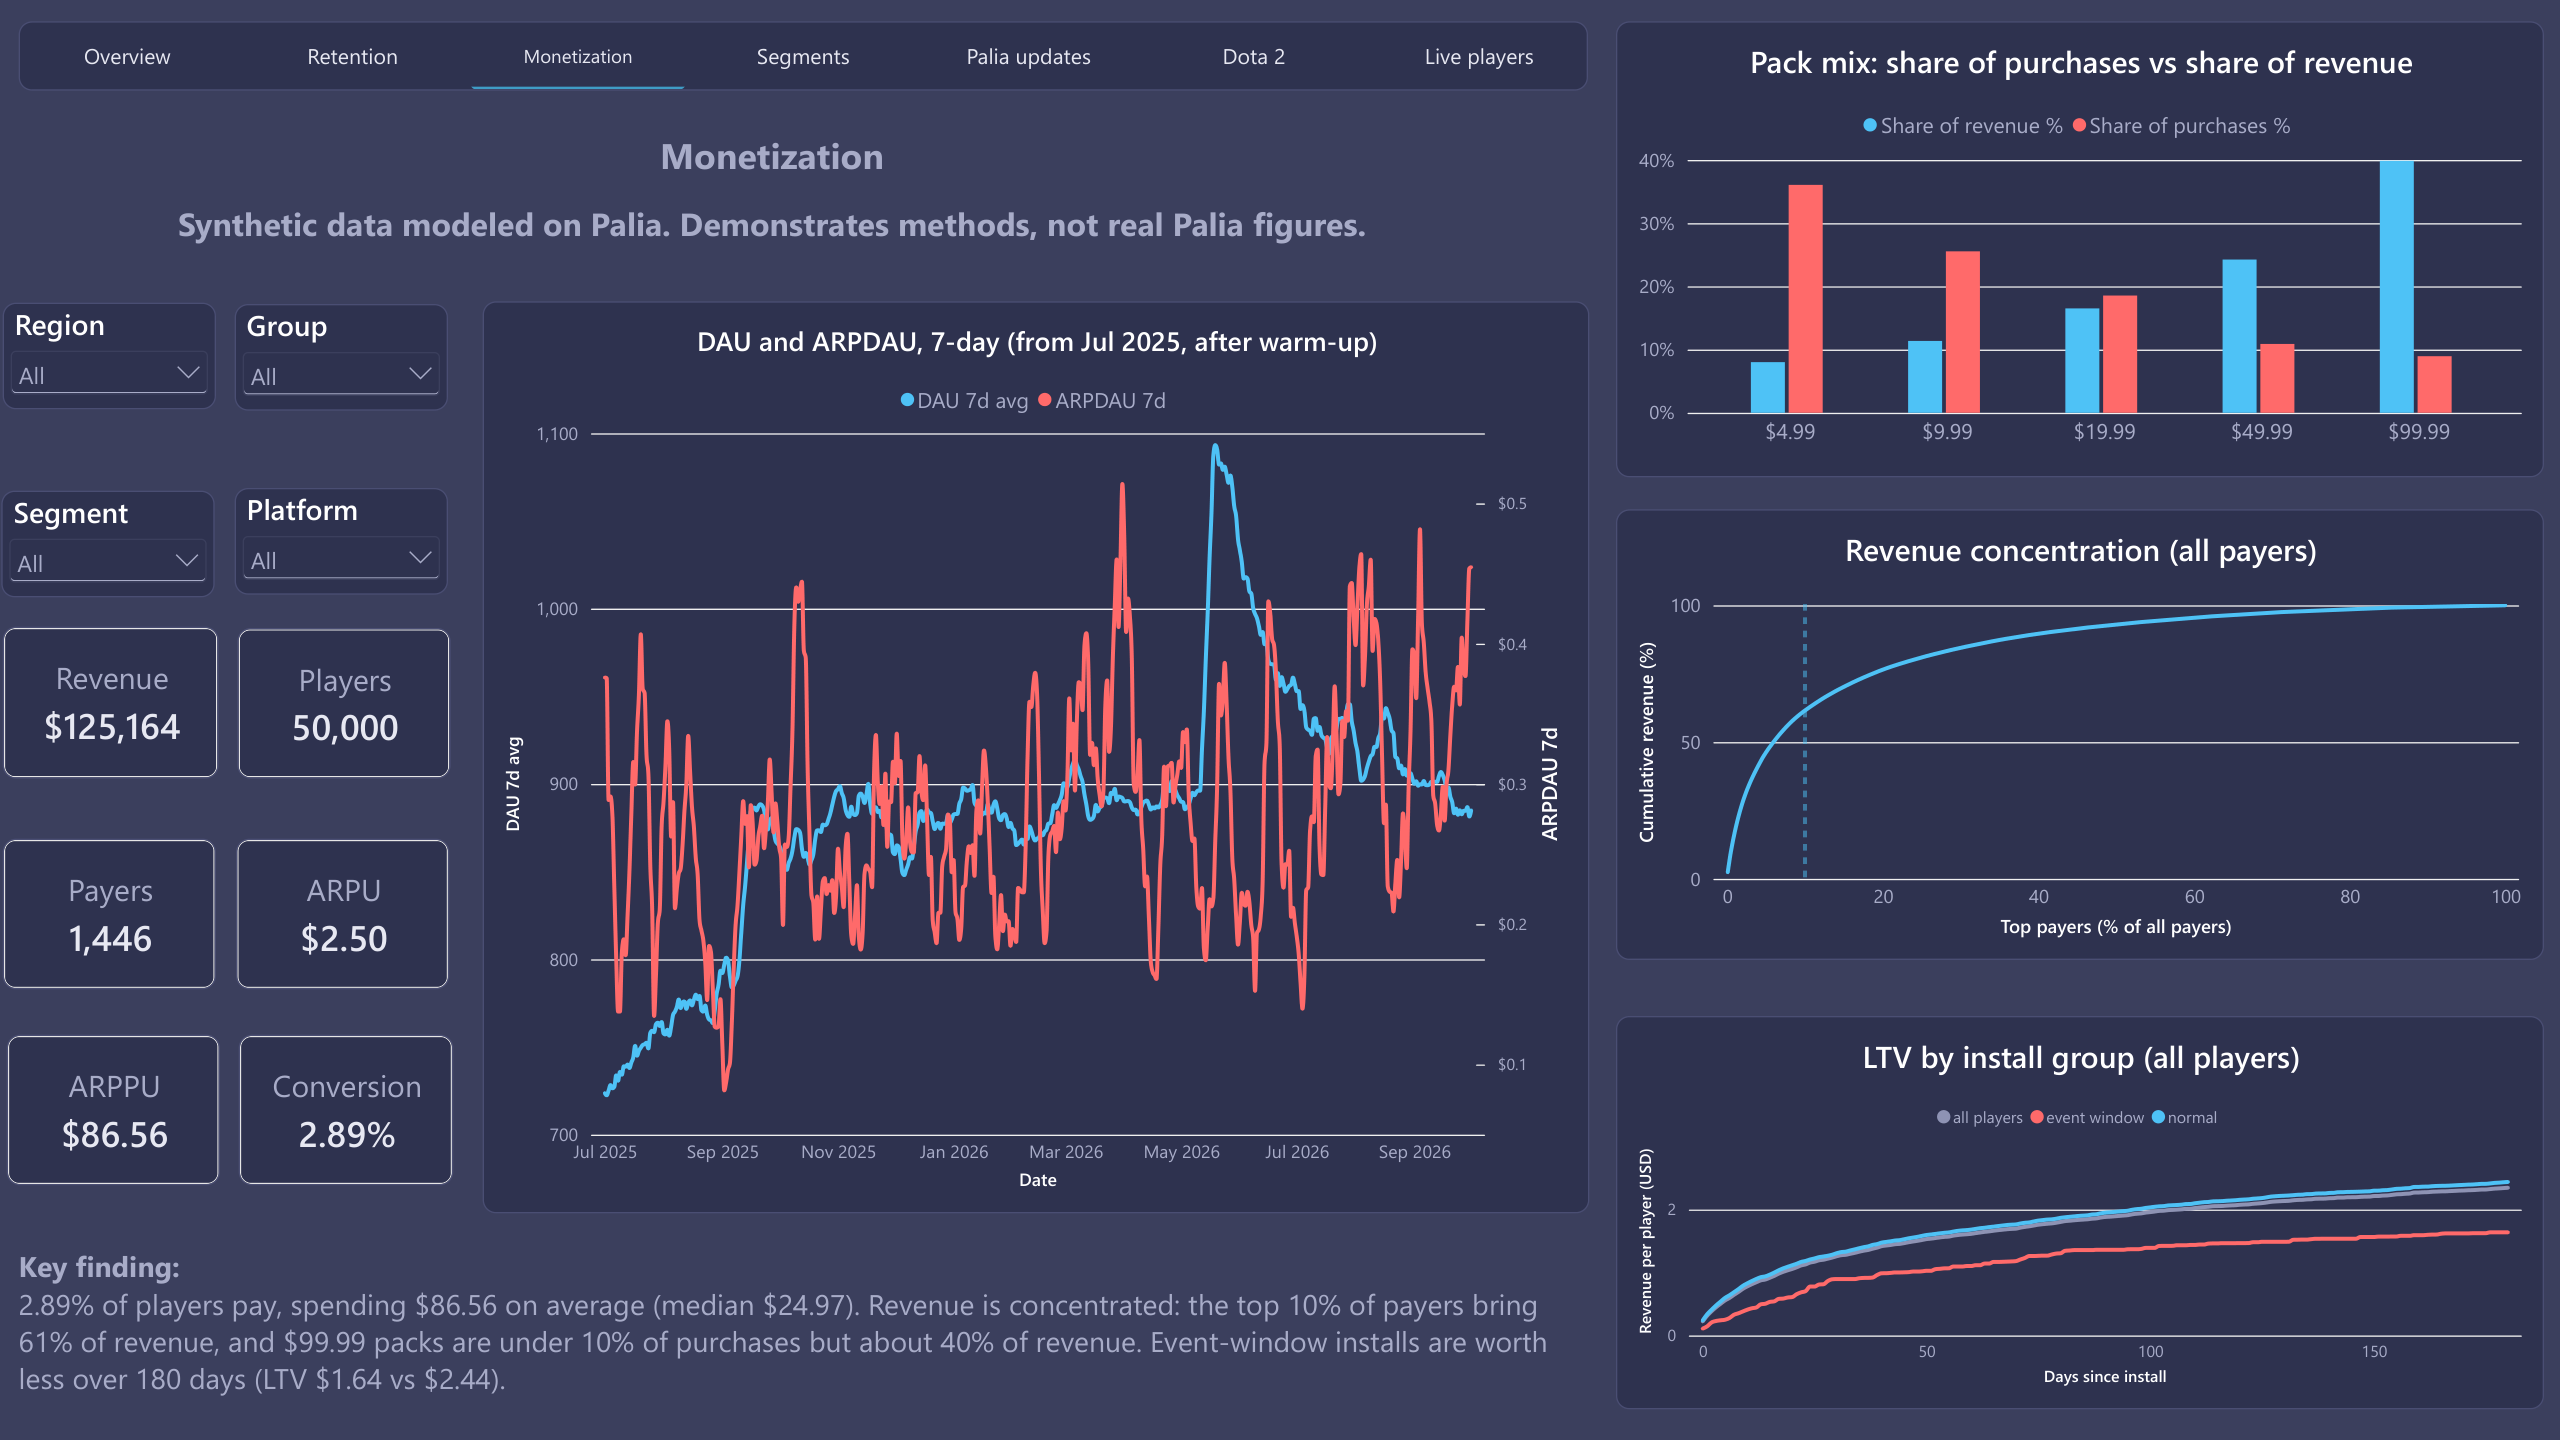 Overview
Retention
Monetization
Segments
Palia updates
Dota 2
Live players
Monetization
Synthetic data modeled on Palia. Demonstrates methods, not real Palia figures.
Region
All
Group
All
Segment
All
Platform
All
Revenue
$125,164
Players
50,000
Payers
1,446
ARPU
$2.50
ARPPU
$86.56
Conversion
2.89%
DAU and ARPDAU, 7-day (from Jul 2025, after warm-up)
DAU 7d avg
ARPDAU 7d
1,100
1,000
900
800
700
DAU 7d avg
$0.5
$0.4
$0.3
$0.2
$0.1
ARPDAU 7d
Jul 2025
Sep 2025
Nov 2025
Jan 2026
Mar 2026
May 2026
Jul 2026
Sep 2026
Date
Key finding:
2.89% of players pay, spending $86.56 on average (median $24.97). Revenue is concentrated: the top 10% of payers bring
61% of revenue, and $99.99 packs are under 10% of purchases but about 40% of revenue. Event-window installs are worth
less over 180 days (LTV $1.64 vs $2.44).
Pack mix: share of purchases vs share of revenue
Share of revenue %
Share of purchases %
40%
30%
20%
10%
0%
$4.99
$9.99
$19.99
$49.99
$99.99
Revenue concentration (all payers)
100
50
0
Cumulative revenue (%)
0
20
40
60
80
100
Top payers (% of all payers)
LTV by install group (all players)
all players
event window
normal
2
0
Revenue per player (USD)
0
50
100
150
Days since install